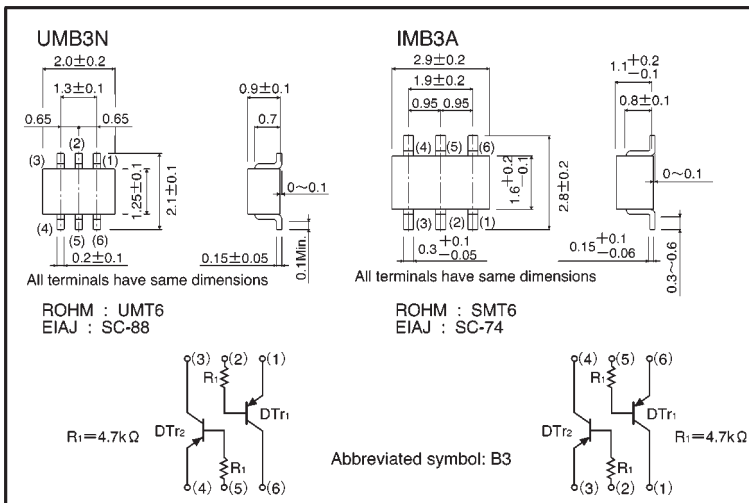 UMB3N
2.0±0.2
1.3±0.1
0.65
0.65
(2)
(3)
(1)
1.25±0.1
2.1±0.1
(4)
(5)
(6)
0.2±0.1
0.9±0.1
0.7
0~0.1
0.15±0.05
0.1Min.
All terminals have same dimensions
ROHM : UMT6
EIAJ : SC-88
IMB3A
2.9±0.2
1.9±0.2
0.95
0.95
(4)
(5)
(6)
1.6+0.2−0.1
2.8±0.2
(3)
(2)
(1)
0.3+0.1−0.05
1.1+0.2−0.1
0.8±0.1
0~0.1
0.15+0.1−0.06
0.3~0.6
All terminals have same dimensions
ROHM : SMT6
EIAJ : SC-74
(3)
(2)
(1)
R1
DTr1
DTr2
R1=4.7kΩ
R1
(4)
(5)
(6)
Abbreviated symbol: B3
(4)
(5)
(6)
R1
DTr1
DTr2
R1=4.7kΩ
R1
(3)
(2)
(1)